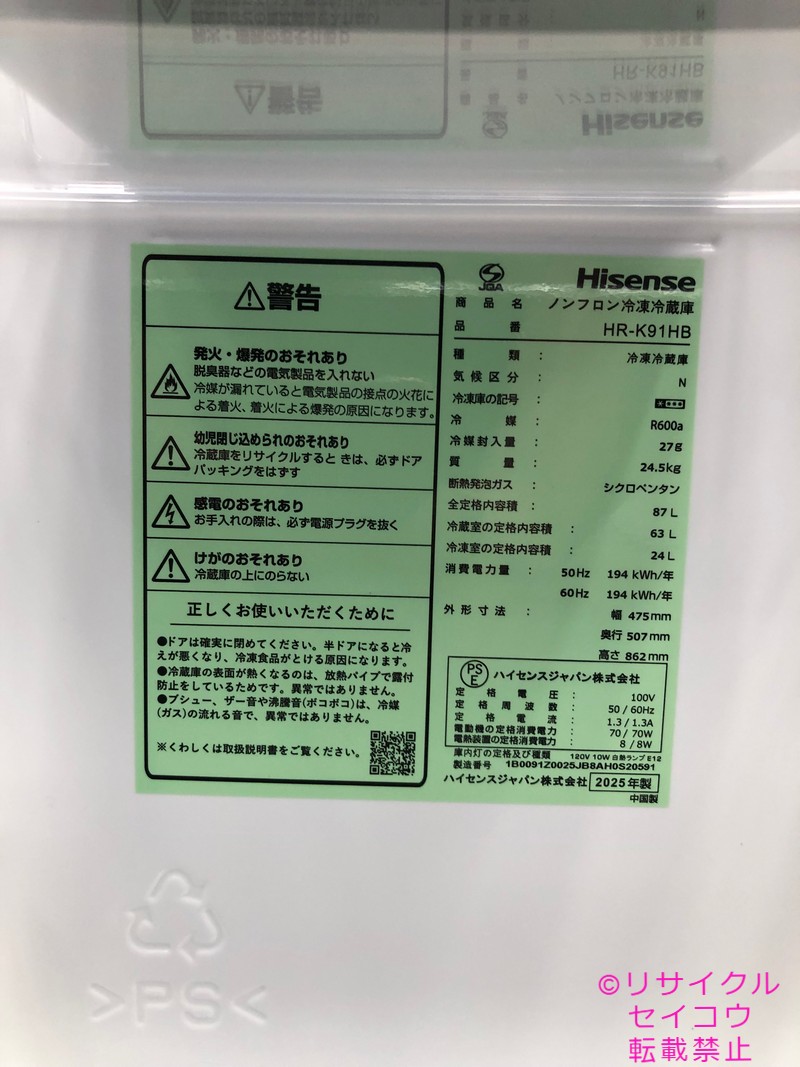 警告
発火・爆発のおそれあり
脱臭器などの電気製品を入れない
冷媒が漏れていると電気製品の接点の火花に
よる着火、着火による爆発の原因になります。
幼児閉じ込められのおそれあり
冷蔵庫をリサイクルするときは、必ずドア
パッキングをはずす
感電のおそれあり
お手入れの際は、必ず電源プラグを抜く
けがのおそれあり
冷蔵庫の上にのらない
正しくお使いいただくために
●ドアは確実に閉めてください。半ドアになると冷
えが悪くなり、冷凍食品がとける原因になります。
●冷蔵庫の表面が熱くなるのは、放熱パイプで露付
防止をしているためです。異常ではありません。
●プシュー、ザー音や沸騰音(ポコポコ)は、冷媒
(ガス)の流れる音で、異常ではありません。
※くわしくは取扱説明書をご覧ください。
JQA
Hisense
商品名 ノンフロン冷凍冷蔵庫
品番 HR-K91HB
種類 : 冷凍冷蔵庫
気候区分 : N
冷凍庫の記号 :
冷媒 : R600a
冷媒封入量 : 27g
質量 : 24.5kg
断熱発泡ガス : シクロペンタン
全定格内容積 : 87 L
冷蔵室の定格内容積 : 63 L
冷凍室の定格内容積 : 24 L
消費電力量 : 50Hz 194 kWh/年
60Hz 194 kWh/年
外形寸法 : 幅 475mm
奥行 507mm
高さ 862mm
PS
E
ハイセンスジャパン株式会社
定格電圧 : 100V
定格周波数 : 50 / 60Hz
定格電流 : 1.3 / 1.3A
電動機の定格消費電力 : 70 / 70W
電熱装置の定格消費電力 : 8 / 8W
庫内灯の定格及び種類 120V 10W 白熱ランプ E12
製造番号 1B0091Z0025JB8AH0S20591
ハイセンスジャパン株式会社 2025年製
中国製
>PS<
©リサイクル
セイコウ
転載禁止